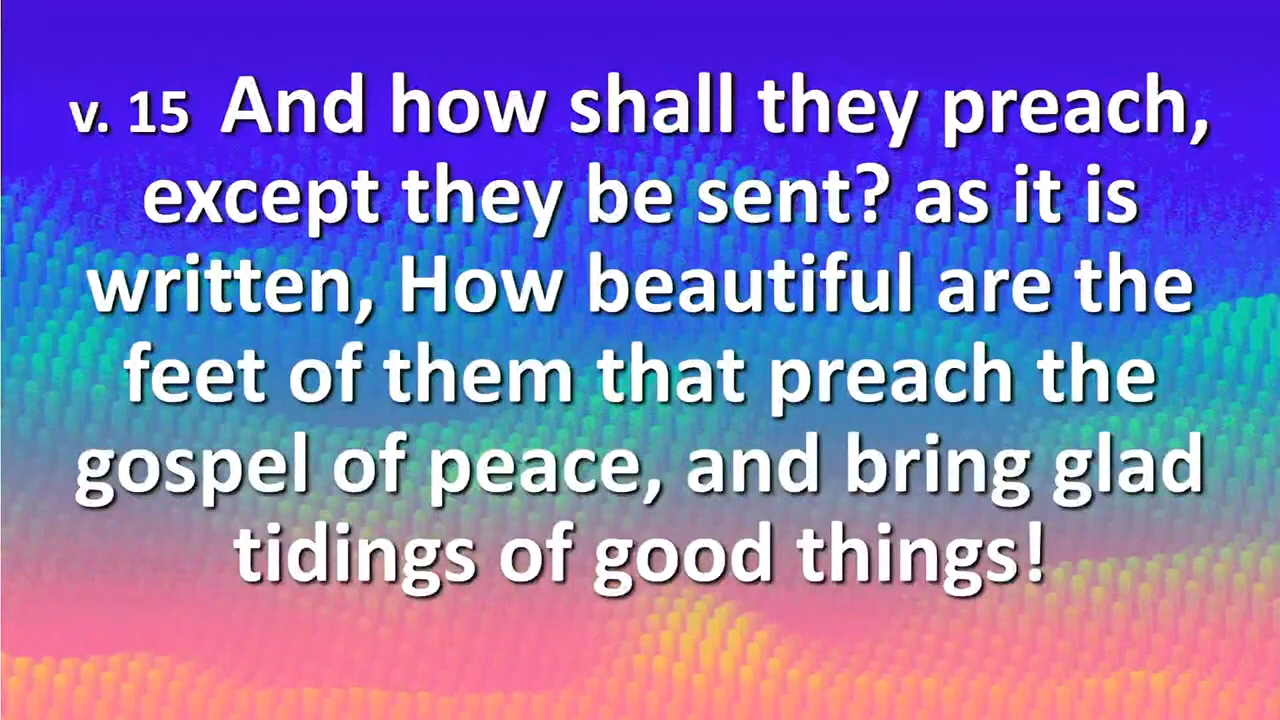 v. 15 And how shall they preach,
except they be sent? as it is
written, How beautiful are the
feet of them that preach the
gospel of peace, and bring glad
tidings of good things!